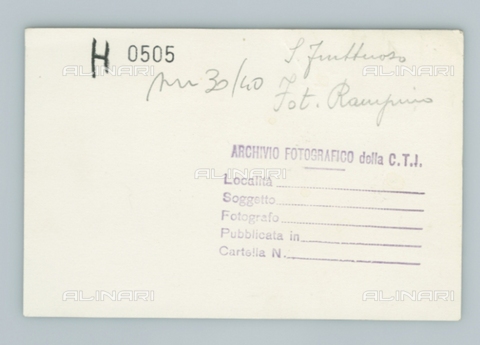 H 0505
S. Fruttuoso
30/40
Fot. Rampino
ARCHIVIO FOTOGRAFICO della C.T.I.
Località
Soggetto
Fotografo
Pubblicata in
Cartella N.
ALINARI
ALINARI
ALINARI
ALINARI
ALINARI
ALINARI